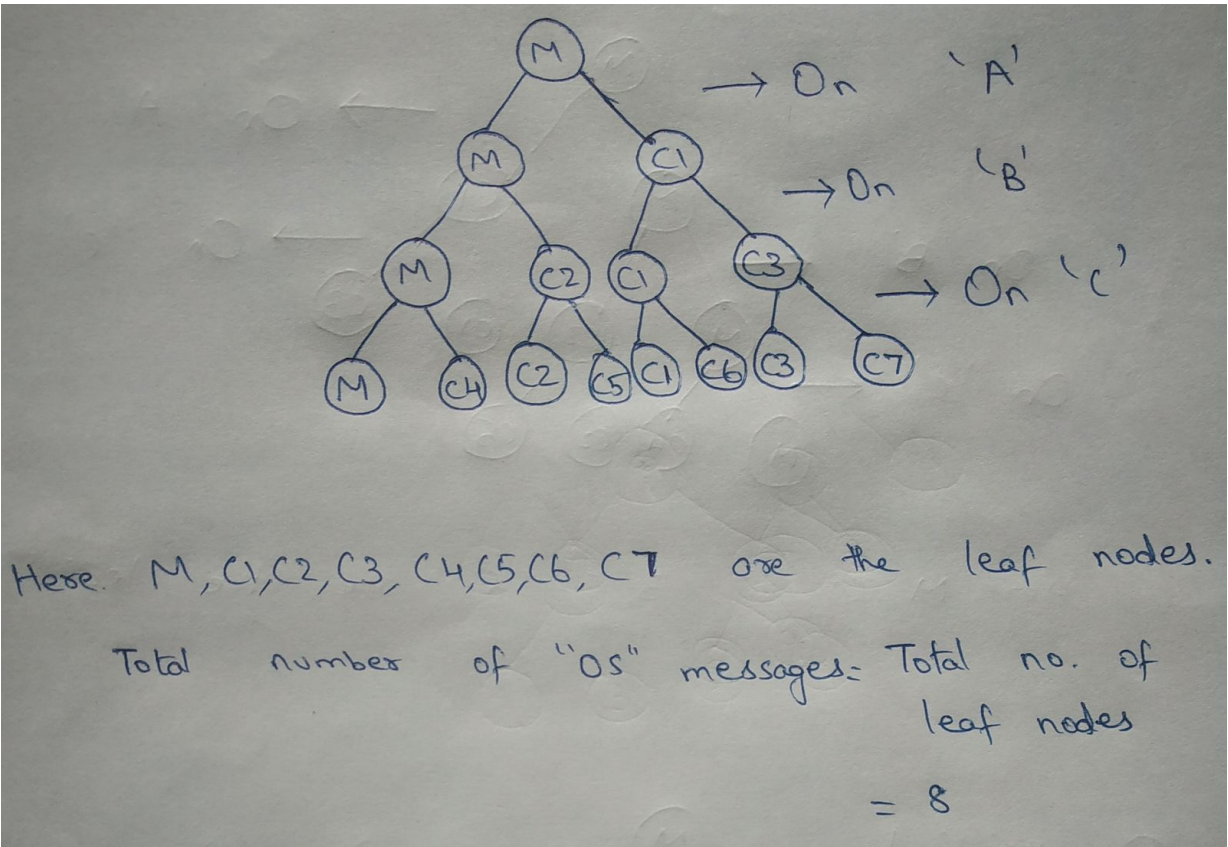 M
→ On 'A'
M C1
→ On 'B'
M C2 C1 C3
→ On 'C'
M C4 C2 C5 C1 C6 C3 C7
Here. M, C1, C2, C3, C4, C5, C6, C7 are the leaf nodes.
Total number of "OS" messages = Total no. of
leaf nodes
= 8